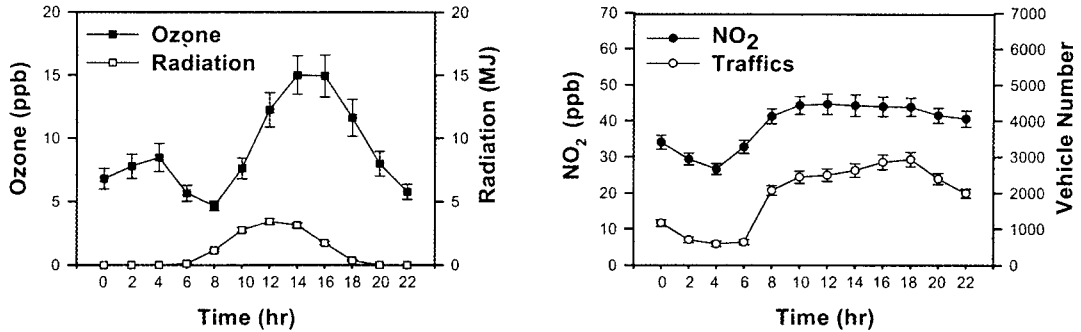 20
15
10
5
0
Ozone (ppb)
Ozone
Radiation
20
15
10
5
0
Radiation (MJ)
0 2 4 6 8 10 12 14 16 18 20 22
Time (hr)
70
60
50
40
30
20
10
0
NO2 (ppb)
NO2
Traffics
7000
6000
5000
4000
3000
2000
1000
0
Vehicle Number
0 2 4 6 8 10 12 14 16 18 20 22
Time (hr)